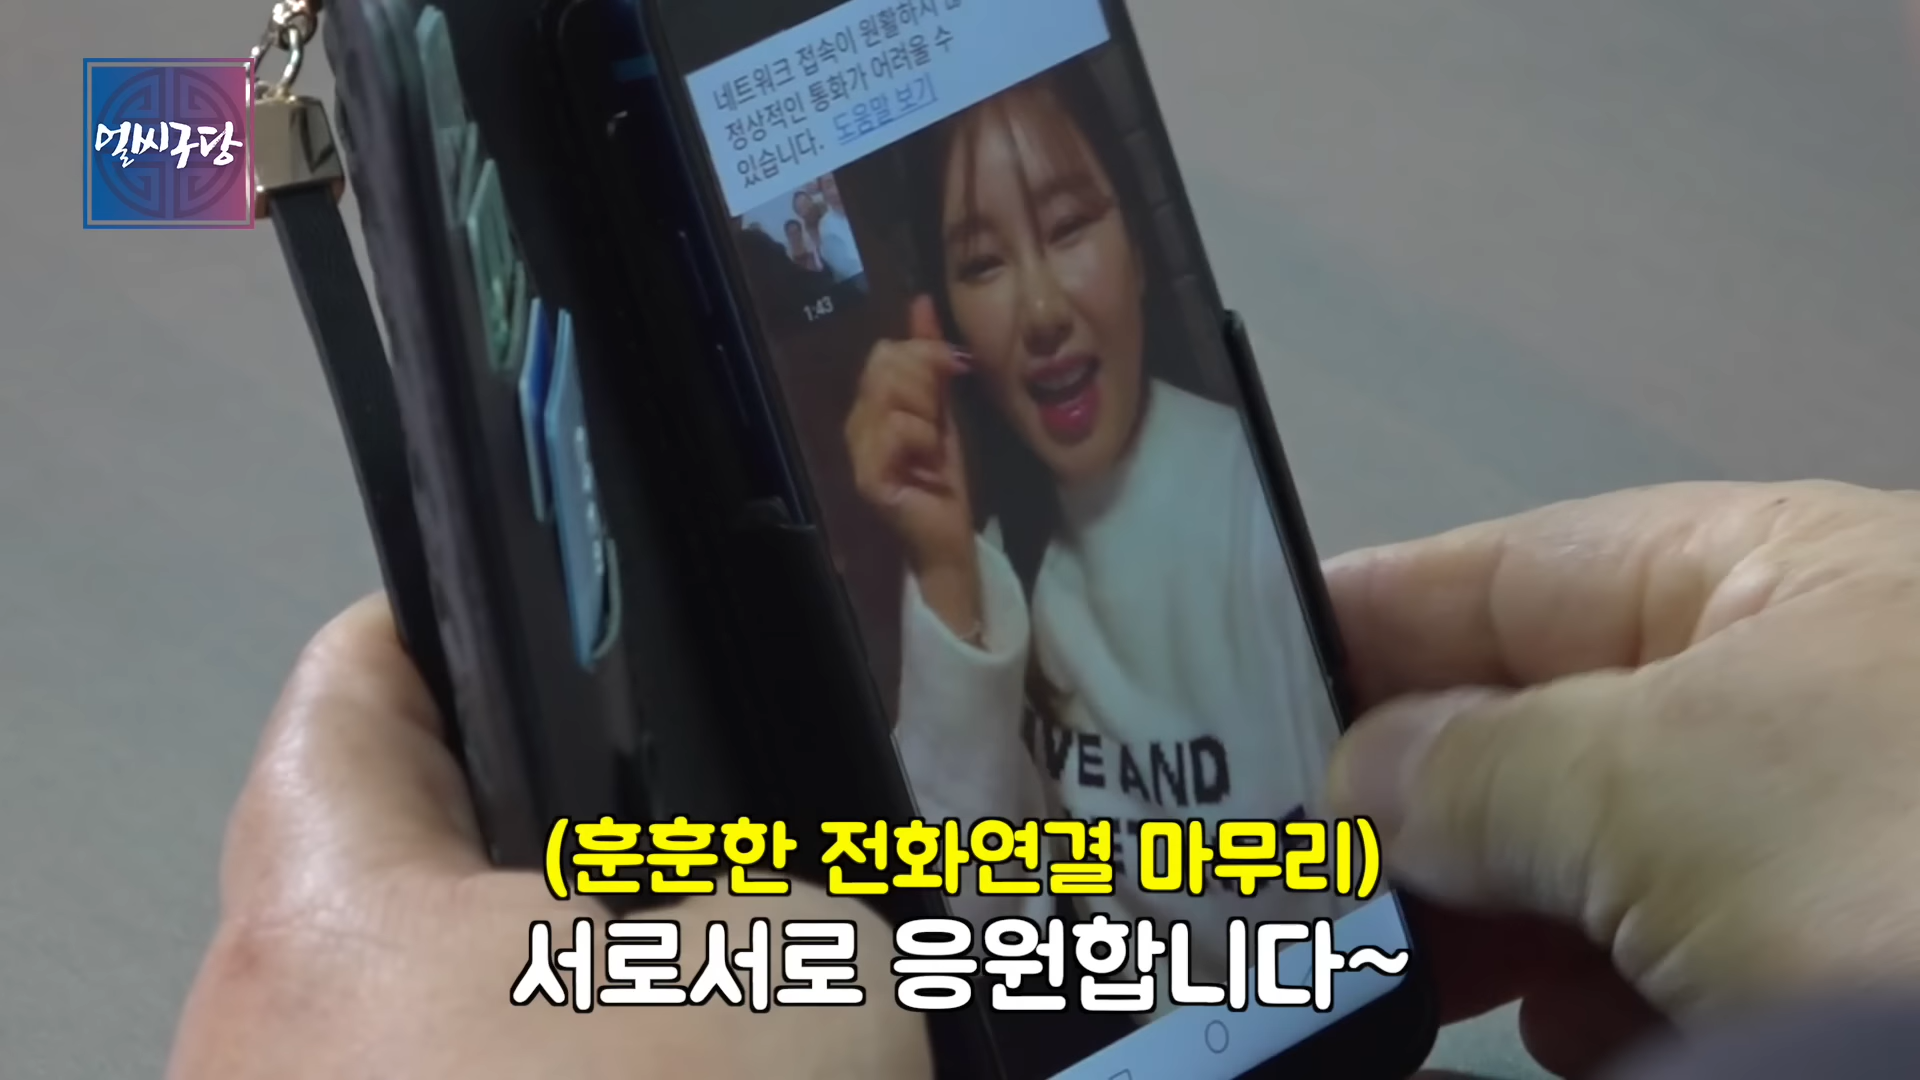 얼씨구당
네트워크 접속이 원활하지
정상적인 통화가 어려울 수
있습니다. 도움말 보기
1:43
AND
(훈훈한 전화연결 마무리)
서로서로 응원합니다~